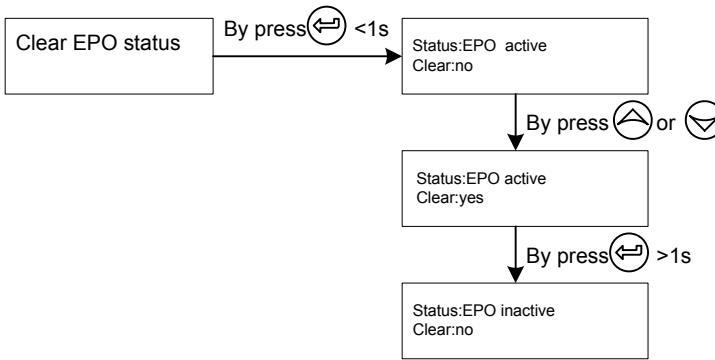 Clear EPO status
By press <1s
Status:EPO active
Clear:no
By press or
Status:EPO active
Clear:yes
By press >1s
Status:EPO inactive
Clear:no